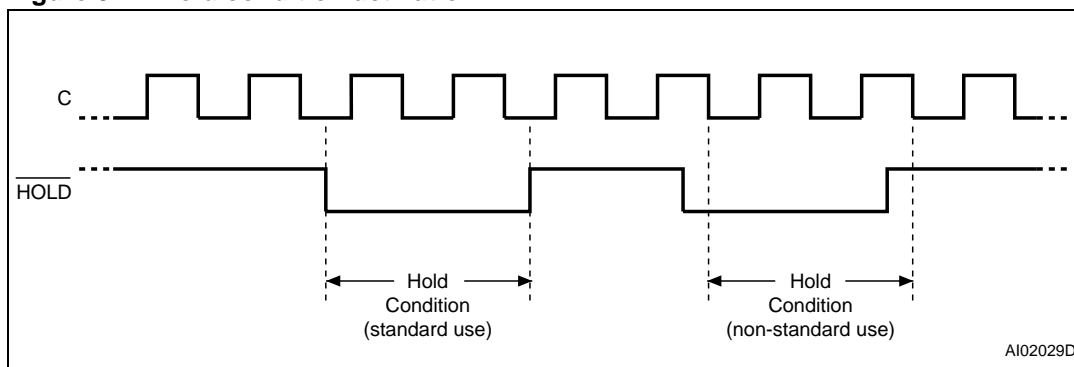 C
HOLD
Hold
Condition
(standard use)
Hold
Condition
(non-standard use)
AI02029D